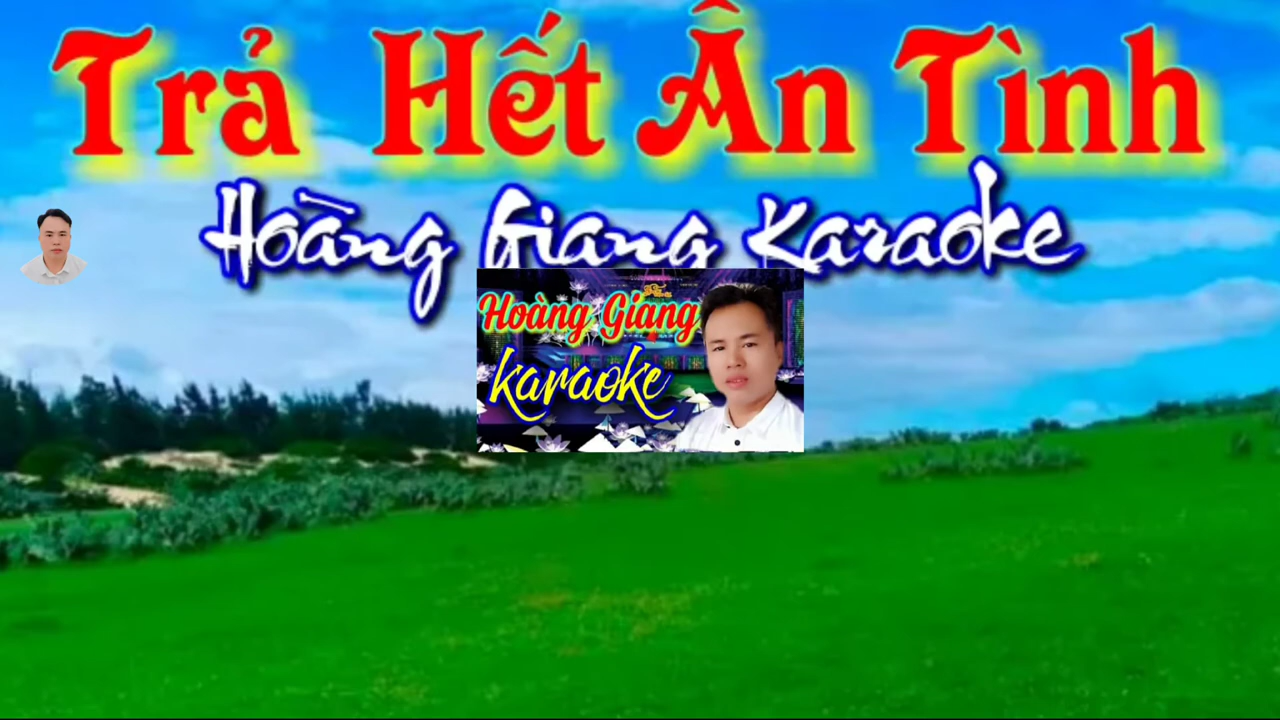 Trả Hết Ân Tình
Hoàng Giang Karaoke
Hoàng Giang
karaoke